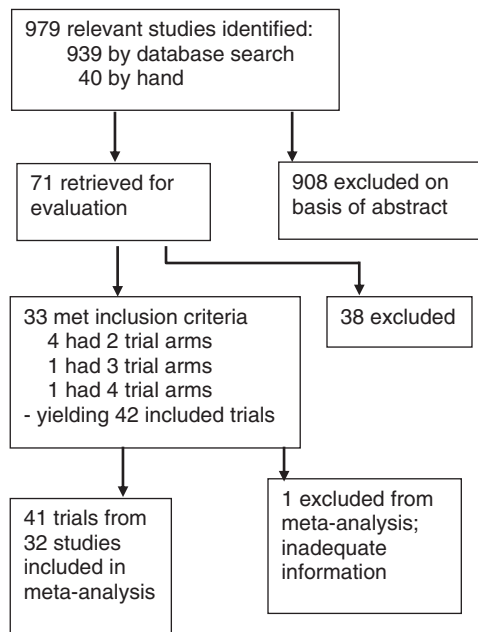 979 relevant studies identified:
939 by database search
40 by hand
71 retrieved for
evaluation
908 excluded on
basis of abstract
33 met inclusion criteria
4 had 2 trial arms
1 had 3 trial arms
1 had 4 trial arms
- yielding 42 included trials
38 excluded
41 trials from
32 studies
included in
meta-analysis
1 excluded from
meta-analysis;
inadequate
information